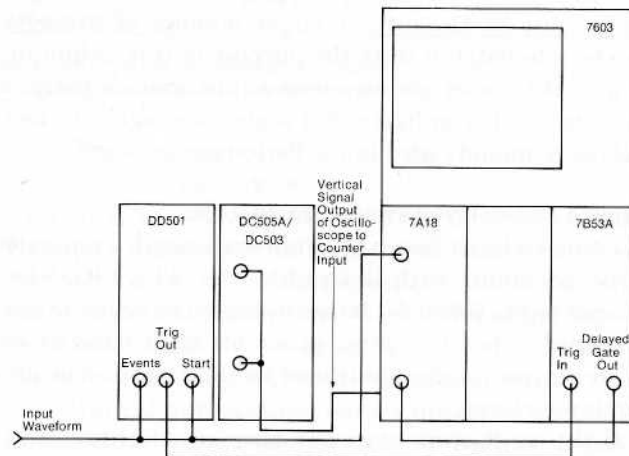 7603
Vertical
Signal
Output
of Oscillo-
scope to
Counter
Input
DD501
DC505A/
DC503
7A18
7B53A
Trig
Out
Events
Start
Trig
In
Delayed
Gate
Out
Input
Waveform